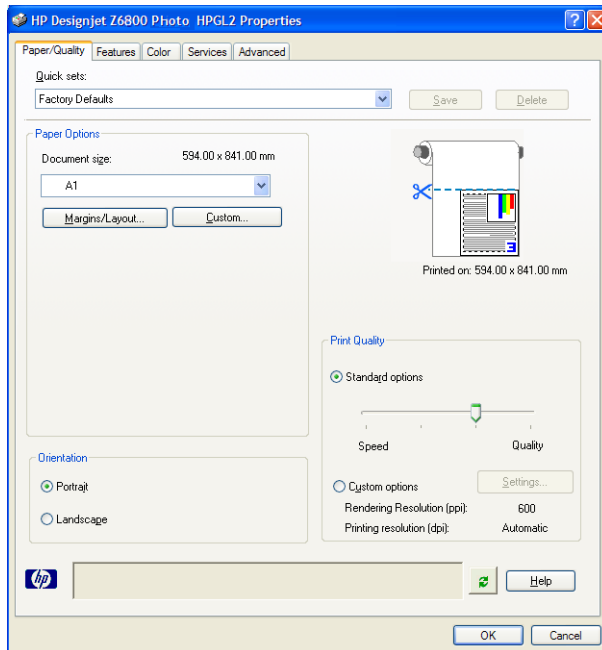 HP Designjet Z6800 Photo HPGL2 Properties
Paper/Quality Features Color Services Advanced
Quick sets:
Factory Defaults
Save Delete
Paper Options
Document size: 594.00 x 841.00 mm
A1
Margins/Layout... Custom...
3
Printed on: 594.00 x 841.00 mm
Print Quality
Standard options
Speed Quality
Custom options Settings...
Rendering Resolution (ppi): 600
Printing resolution (dpi): Automatic
Orientation
Portrait
Landscape
hp
Help
OK Cancel